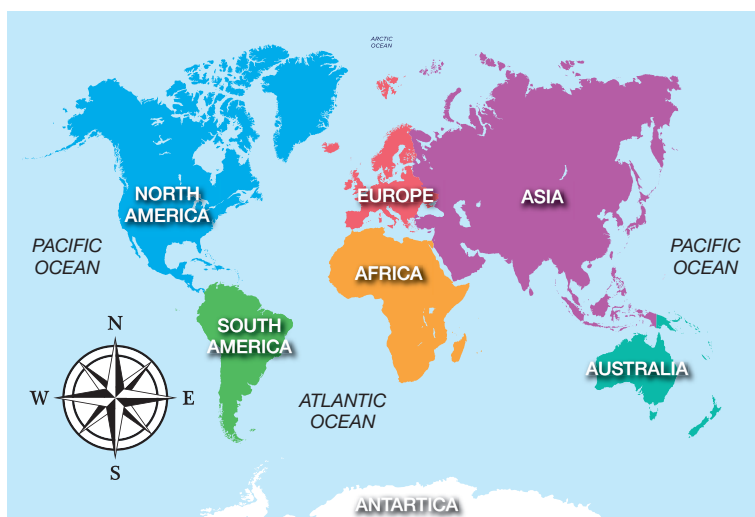 ARCTIC
OCEAN
NORTH
AMERICA
EUROPE
ASIA
PACIFIC
OCEAN
AFRICA
PACIFIC
OCEAN
SOUTH
AMERICA
N
W
E
S
ATLANTIC
OCEAN
AUSTRALIA
ANTARTICA